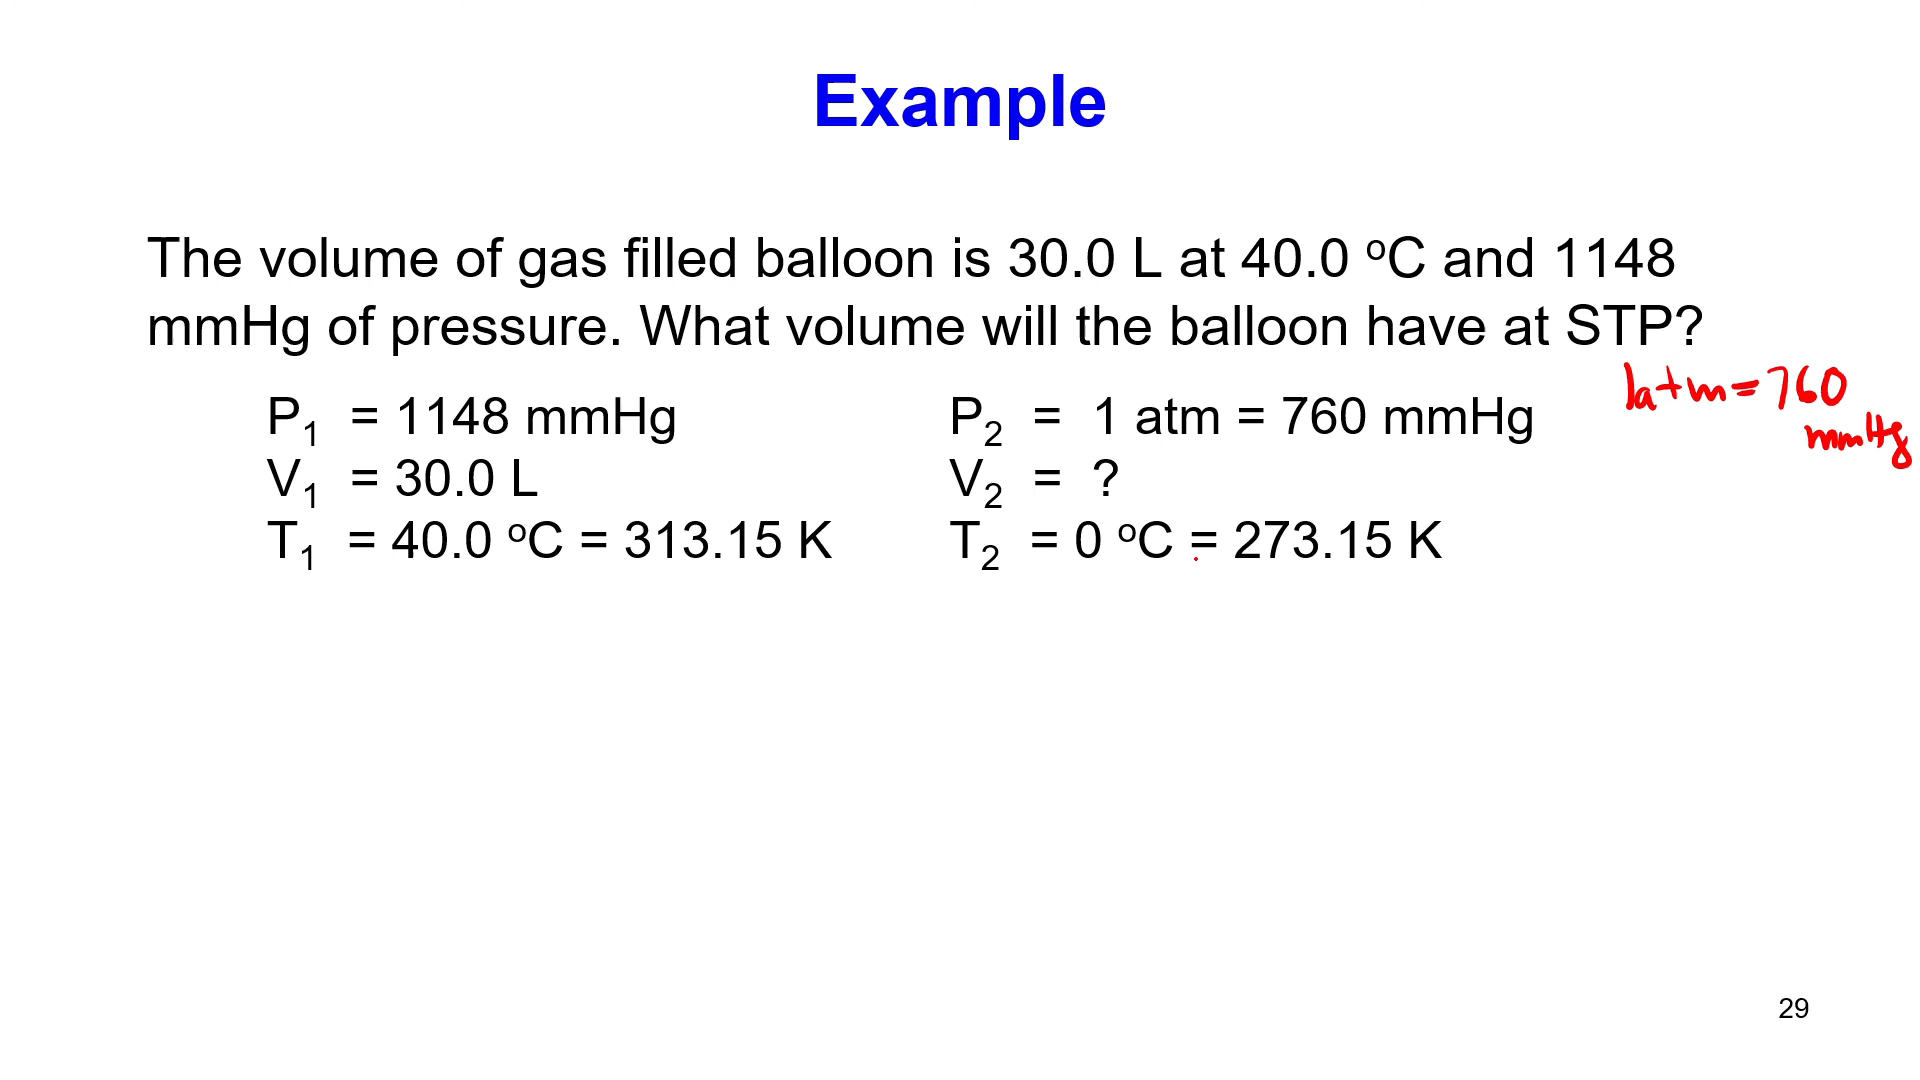 Example
The volume of gas filled balloon is 30.0 L at 40.0 ºC and 1148
mmHg of pressure. What volume will the balloon have at STP?
1atm = 760
mmHg
P₁ = 1148 mmHg
V₁ = 30.0 L
T₁ = 40.0 ºC = 313.15 K
P₂ = 1 atm = 760 mmHg
V₂ = ?
T₂ = 0 ºC = 273.15 K
29